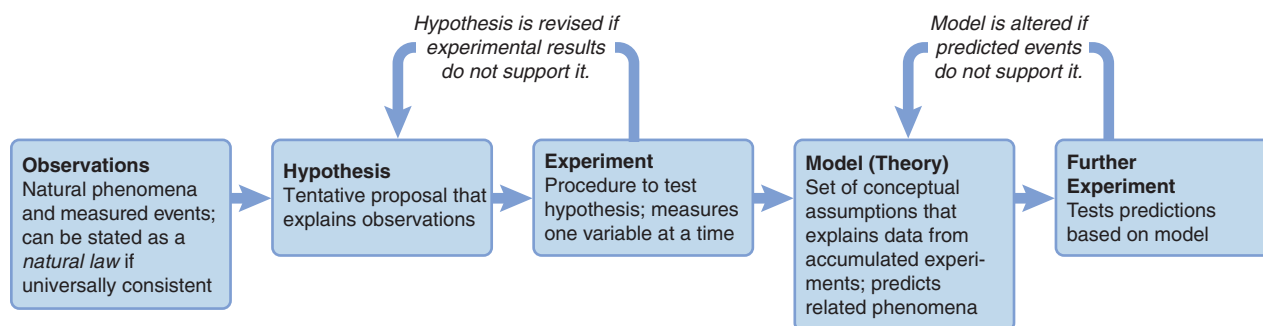 Hypothesis is revised if
experimental results
do not support it.
Model is altered if
predicted events
do not support it.
Observations
Natural phenomena
and measured events;
can be stated as a
natural law if
universally consistent
Hypothesis
Tentative proposal that
explains observations
Experiment
Procedure to test
hypothesis; measures
one variable at a time
Model (Theory)
Set of conceptual
assumptions that
explains data from
accumulated experi-
ments; predicts
related phenomena
Further
Experiment
Tests predictions
based on model